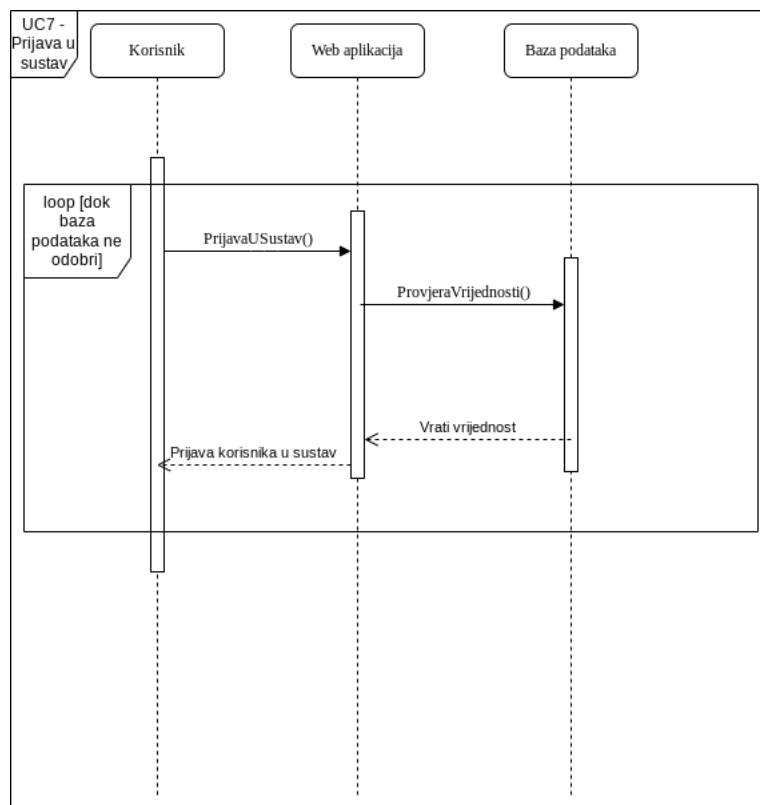 UC7 -
Prijava u
sustav
Korisnik
Web aplikacija
Baza podataka
loop [dok
baza
podataka ne
odobri]
PrijavaUSustav()
ProvjeraVrijednosti()
Vrati vrijednost
Prijava korisnika u sustav